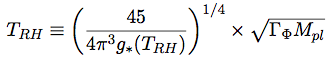 T_{RH} \equiv \left( \frac{45}{4\pi^3 g_*(T_{RH})} \right)^{1/4} \times \sqrt{\Gamma_\Phi M_{pl}}